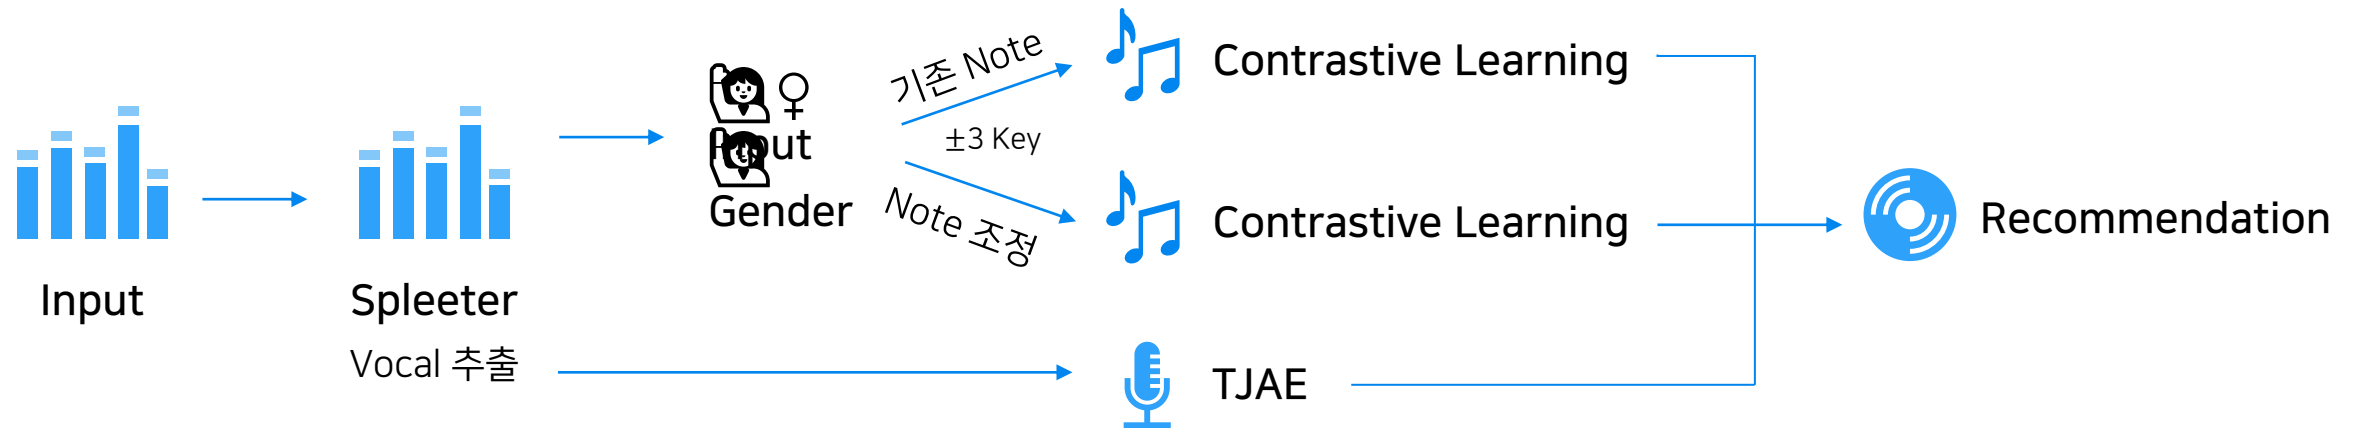 Input
Spleeter
Vocal 추출
Input
Gender
기존 Note
±3 Key
Note 조정
Contrastive Learning
Contrastive Learning
TJAE
Recommendation